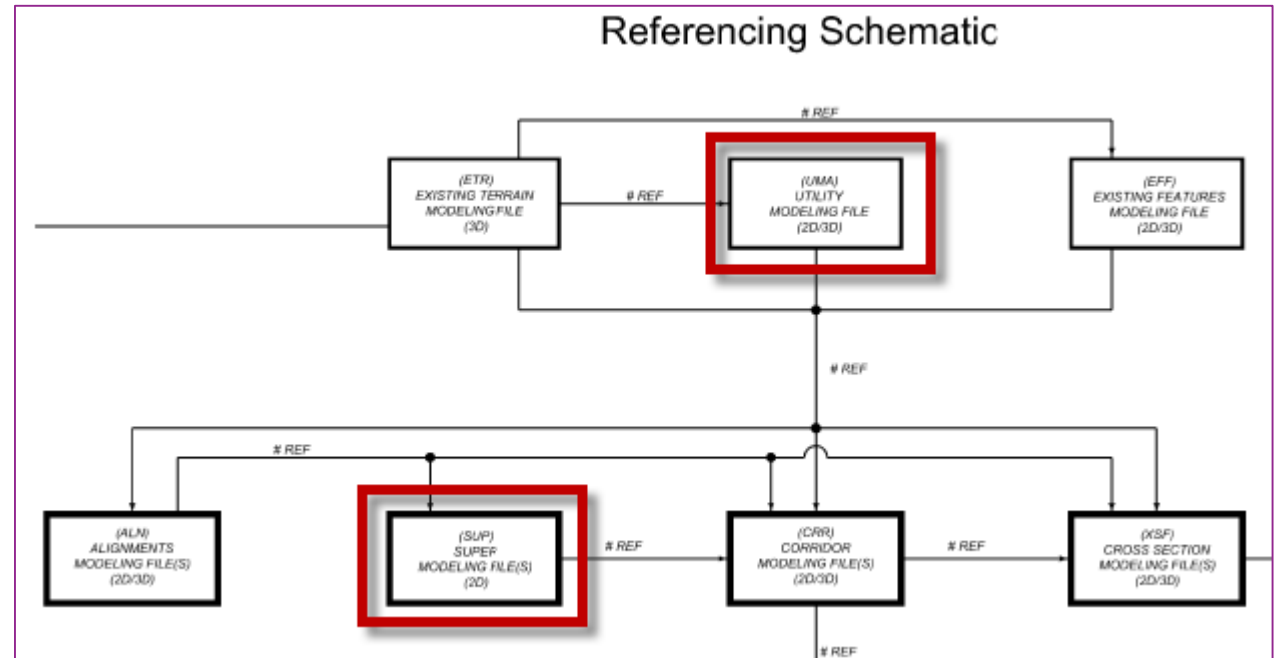 Referencing Schematic
# REF
(ETR)
EXISTING TERRAIN
MODELING FILE
(3D)
# REF
(UMA)
UTILITY
MODELING FILE
(2D/3D)
(EFF)
EXISTING FEATURES
MODELING FILE
(2D/3D)
# REF
# REF
(ALN)
ALIGNMENTS
MODELING FILE(S)
(2D/3D)
(SUP)
SUPER
MODELING FILE(S)
(2D)
# REF
(CRR)
CORRIDOR
MODELING FILE(S)
(2D/3D)
# REF
(XSF)
CROSS SECTION
MODELING FILE(S)
(2D/3D)
# REF